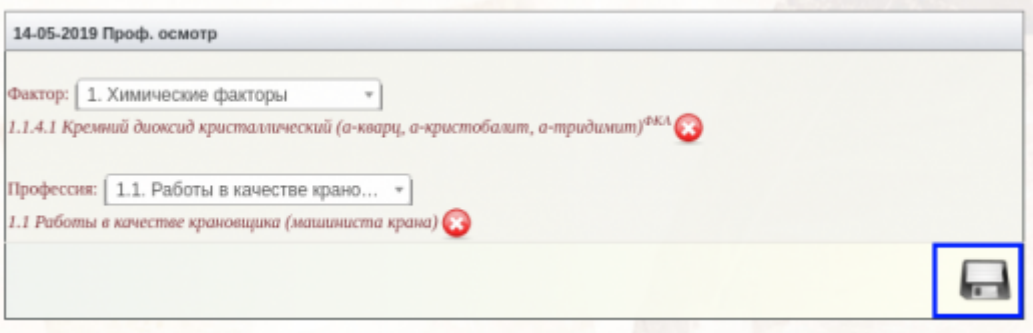 14-05-2019 Проф. осмотр
Фактор: 1. Химические факторы
1.1.4.1 Кремний диоксид кристаллический (а-кварц, а-кристобалит, а-тридимит)ФКА
Профессия: 1.1. Работы в качестве крано...
1.1 Работы в качестве крановщика (машиниста крана)